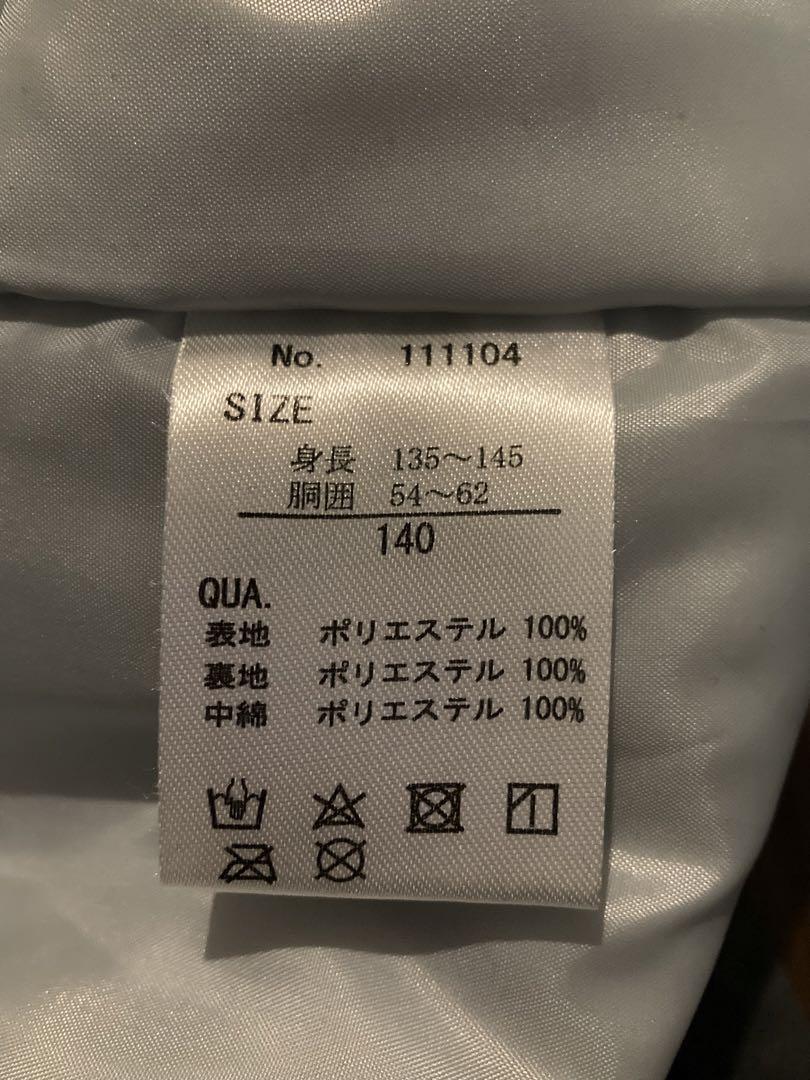 No. 111104
SIZE
身長 135～145
胴囲 54～62
140
QUA.
表地 ポリエステル 100%
裏地 ポリエステル 100%
中綿 ポリエステル 100%